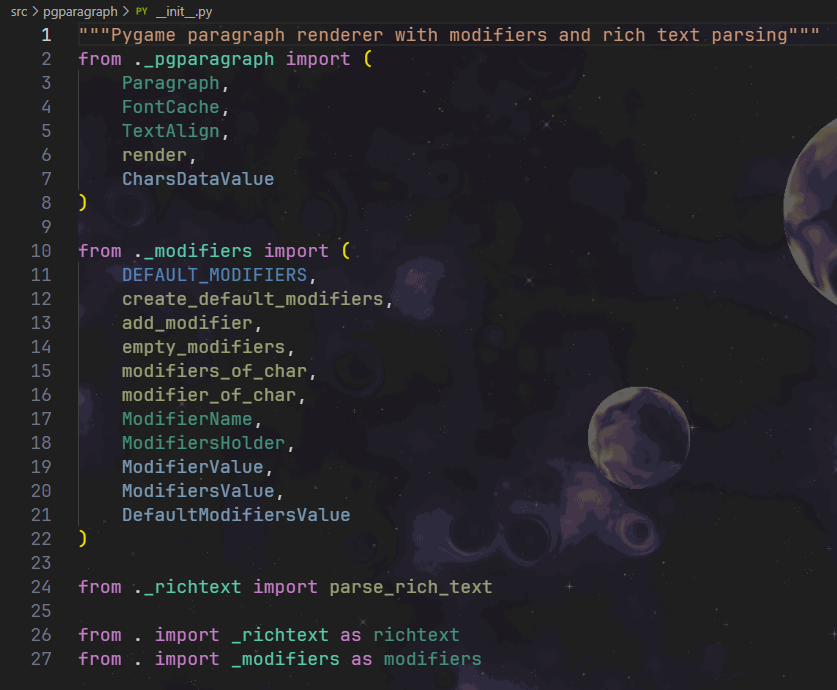 src > pgparagraph > PY __init__.py
1 """Pygame paragraph renderer with modifiers and rich text parsing"""
2 from ._pgparagraph import (
3     Paragraph,
4     FontCache,
5     TextAlign,
6     render,
7     CharsDataValue
8 )
9
10 from ._modifiers import (
11     DEFAULT_MODIFIERS,
12     create_default_modifiers,
13     add_modifier,
14     empty_modifiers,
15     modifiers_of_char,
16     modifier_of_char,
17     ModifierName,
18     ModifiersHolder,
19     ModifierValue,
20     ModifiersValue,
21     DefaultModifiersValue
22 )
23
24 from ._richtext import parse_rich_text
25
26 from . import _richtext as richtext
27 from . import _modifiers as modifiers